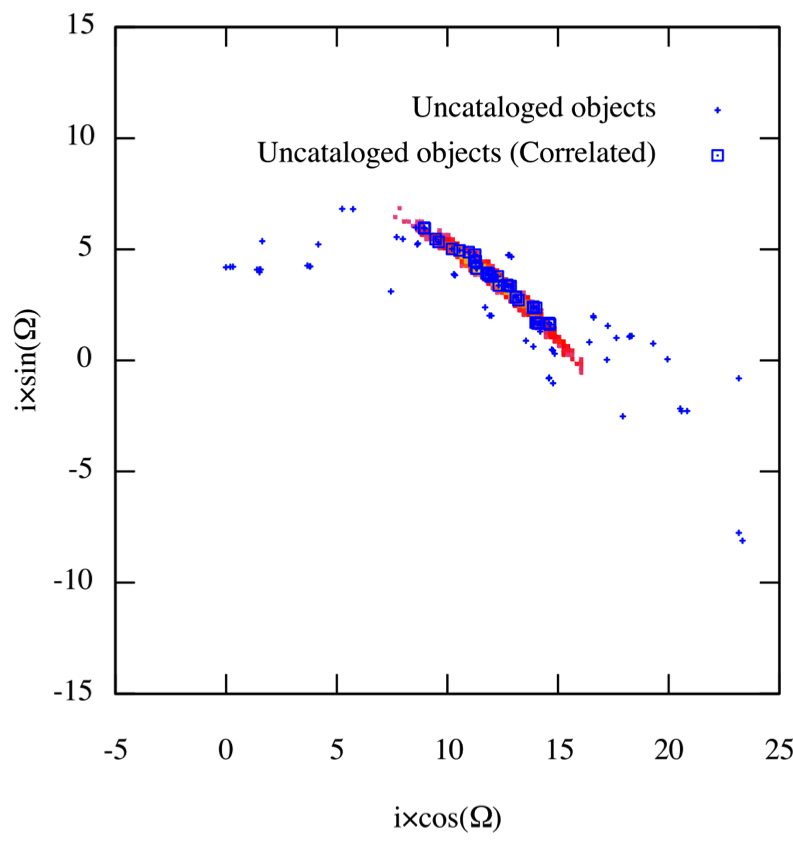 15
10
5
0
-5
-10
-15
i×sin(Ω)
Uncataloged objects
Uncataloged objects (Correlated)
-5 0 5 10 15 20 25
i×cos(Ω)